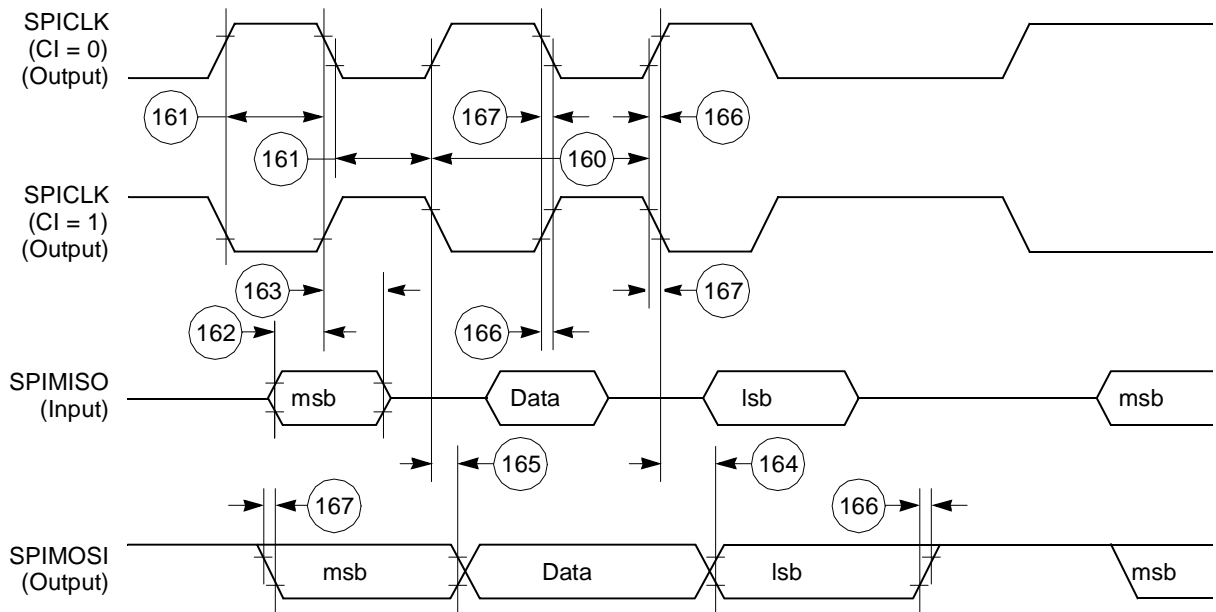 SPICLK
(CI = 0)
(Output)
161
167
166
161
160
SPICLK
(CI = 1)
(Output)
163
167
162
166
SPIMISO
(Input)
msb
Data
lsb
msb
165
164
167
166
SPIMOSI
(Output)
msb
Data
lsb
msb